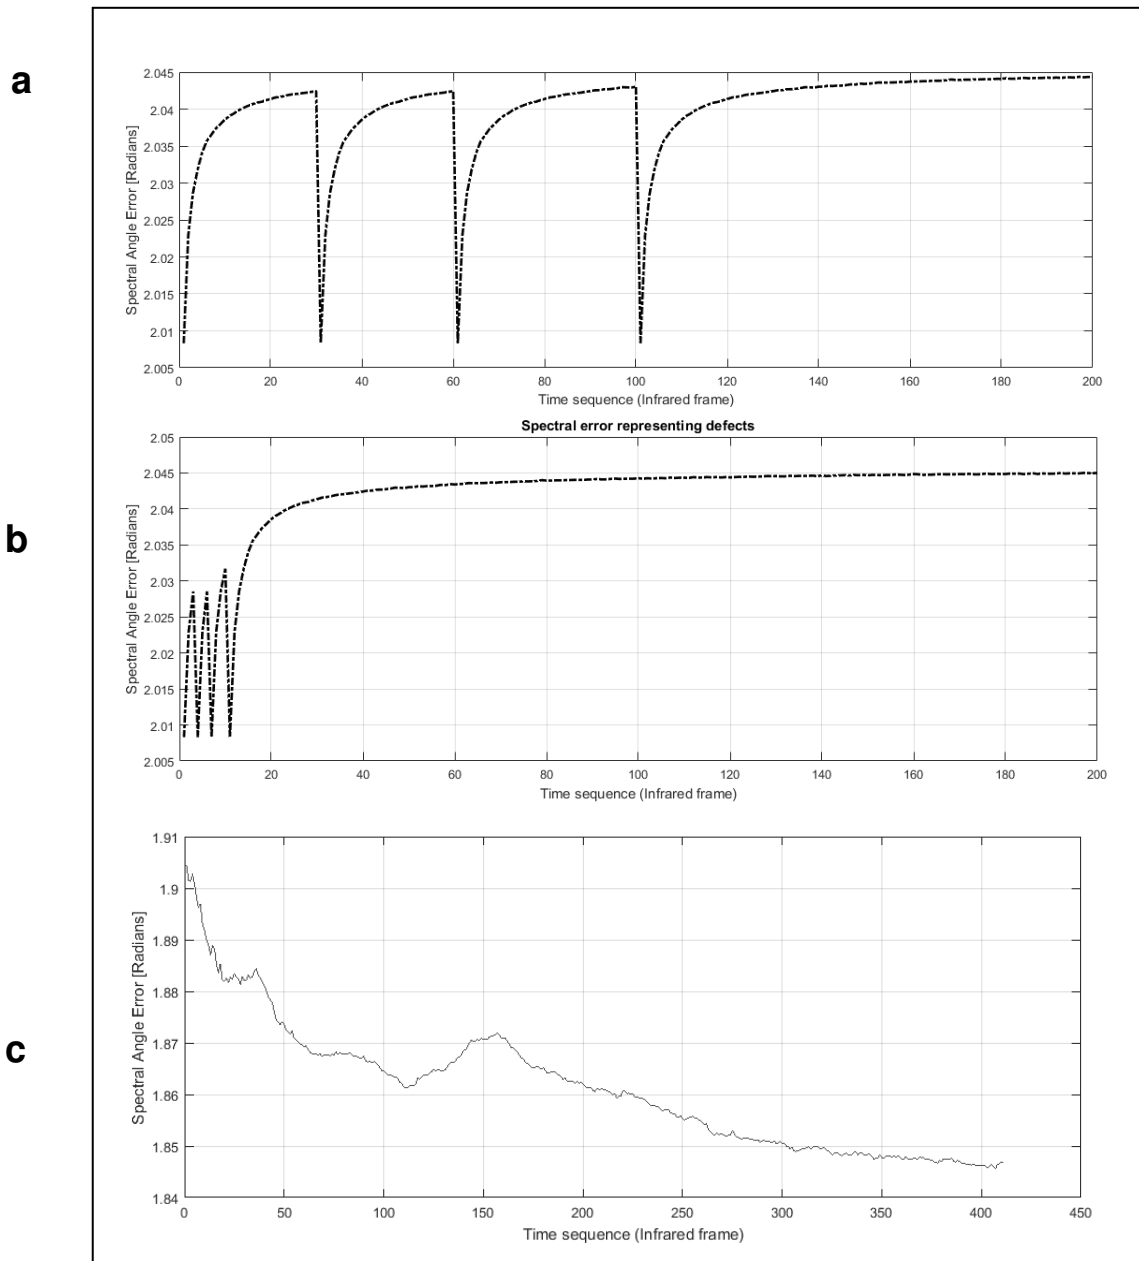 a
2.045
2.04
2.035
2.03
2.025
2.02
2.015
2.01
2.005
Spectral Angle Error [Radians]
0 20 40 60 80 100 120 140 160 180 200
Time sequence (Infrared frame)
Spectral error representing defects
b
2.05
2.045
2.04
2.035
2.03
2.025
2.02
2.015
2.01
2.005
Spectral Angle Error [Radians]
0 20 40 60 80 100 120 140 160 180 200
Time sequence (Infrared frame)
c
1.91
1.9
1.89
1.88
1.87
1.86
1.85
1.84
Spectral Angle Error [Radians]
0 50 100 150 200 250 300 350 400 450
Time sequence (Infrared frame)